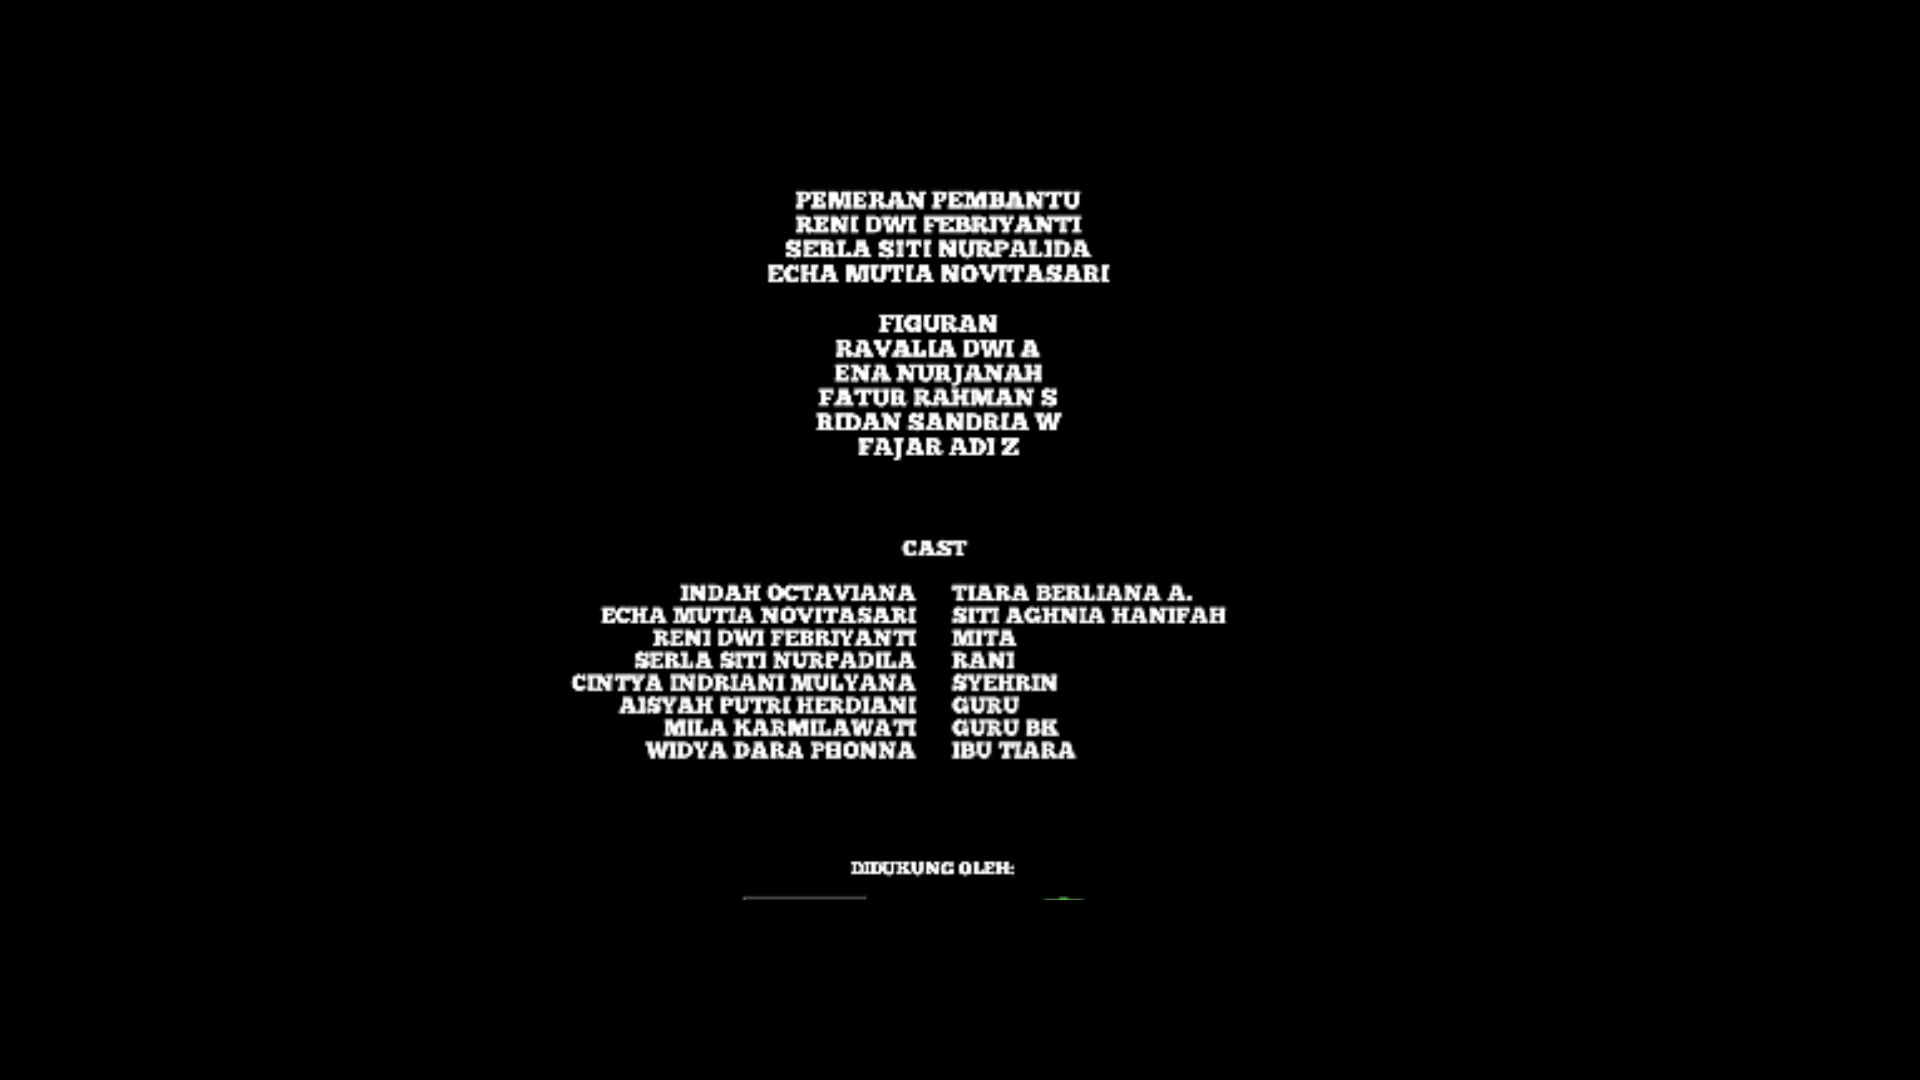 PEMERAN PEMBANTU
RENI DWI FEBRIYANTI
SERLA SITI NURPALIDA
ECHA MUTIA NOVITASARI
FIGURAN
RAVALIA DWI A
ENA NURJANAH
FATUR RAHMAN S
RIDAN SANDRIA W
FAJAR ADI Z
CAST
INDAH OCTAVIANA TIARA BERLIANA A.
ECHA MUTIA NOVITASARI SITI AGHNIA HANIFAH
RENI DWI FEBRIYANTI MITA
SERLA SITI NURPADILA RANI
CINTYA INDRIANI MULYANA SYEHRIN
AISYAH PUTRI HERDIANI GURU
MILA KARMILAWATI GURU BK
WIDYA DARA PHONNA IBU TIARA
DIDUKUNG OLEH: